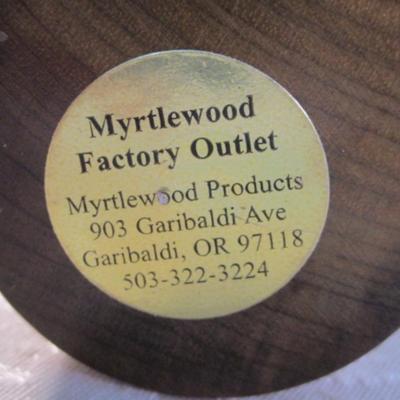 Myrtlewood
Factory Outlet
Myrtlewood Products
903 Garibaldi Ave
Garibaldi, OR 97118
503-322-3224